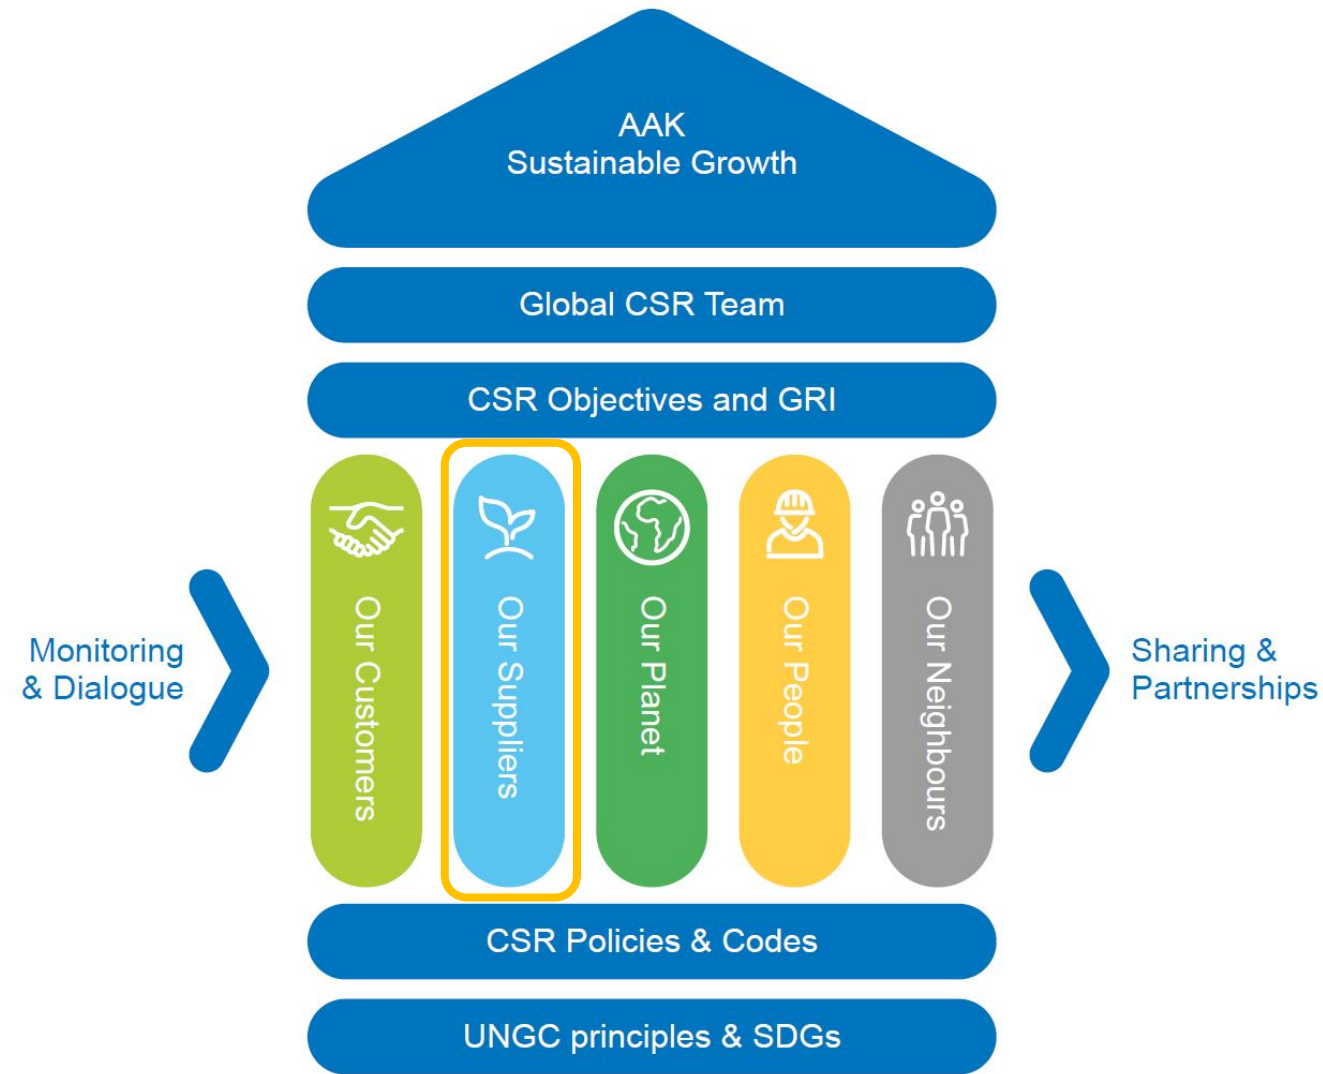 AAK
Sustainable Growth
Global CSR Team
CSR Objectives and GRI
Monitoring
& Dialogue
Our Customers
Our Suppliers
Our Planet
Our People
Our Neighbours
Sharing &
Partnerships
CSR Policies & Codes
UNGC principles & SDGs